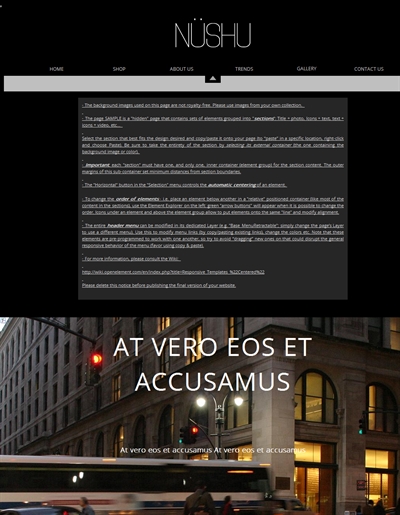 NÜSHU
HOME SHOP ABOUT US TRENDS GALLERY CONTACT US
. The background images used on this page are not royalty-free. Please use images from your own collection.
. The page SAMPLE is a "hidden" page that contains sets of elements grouped into "sections": Title + photo, Icons + text, text +
Icons + video, etc...
Select the section that best fits the design desired and copy/paste it onto your page (to "paste" in a specific location, right-click
and choose Paste). Be sure to take the entirety of the section by selecting its external container (the one containing the
background image or color).
. Important: each "section" must have one, and only one, inner container (element group) for the section content. The outer
margins of this sub container set minimum distances from section boundaries.
. The "Horizontal" button in the "Selection" menu controls the automatic centering of an element.
. To change the order of elements : i.e. place an element below another in a "relative" positioned container (like most of the
content in the sections), use the Element Explorer on the left: green "arrow buttons" will appear when it is possible to change the
order. Icons under an element and above the element group allow to put elements onto the same "line" and modify alignment.
. The entire header menu can be modified in its dedicated Layer (e.g. "Base Menu/Retractable": simply change the page's Layer
to use a different menu). Use this to modify menu links (by copy/pasting existing links), change the colors etc. Note that these
elements are pre-programmed to work with one another, so try to avoid "dragging" new ones on that could disrupt the general
responsive behavior of the menu (favor using copy & paste).
. For more information, please consult the Wiki :
http://wiki.openelement.com/en/index.php?title=Responsive_Templates_%22Centered%22
Please delete this notice before publishing the final version of your website.
AT VERO EOS ET
ACCUSAMUS
At vero eos et accusamus At vero eos et accusamus